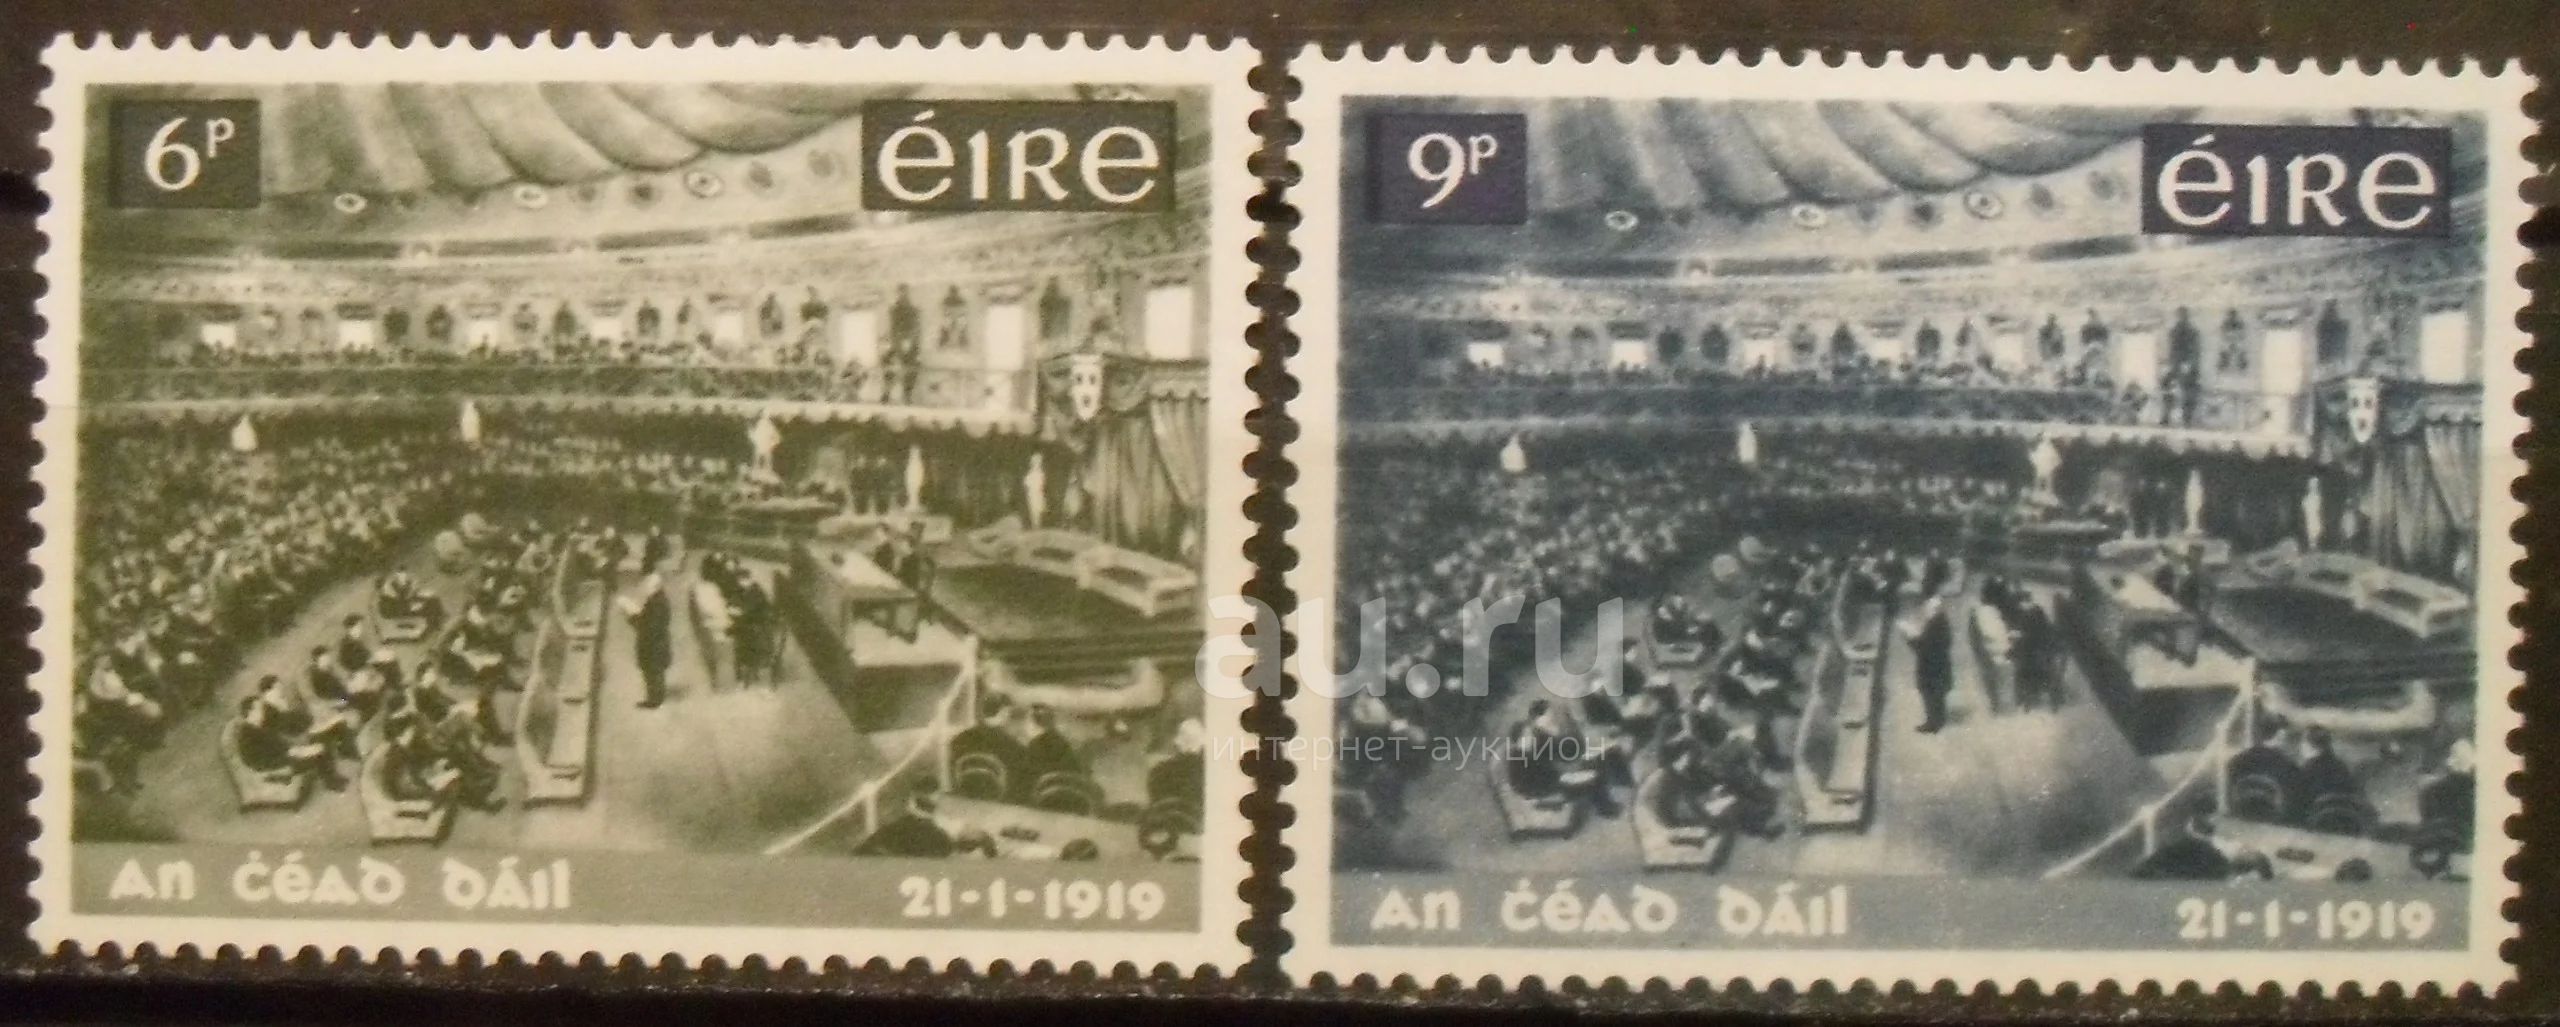 6p
éire
An ċéad dáil
21-1-1919
9p
éire
An ċéad dáil
21-1-1919
au.ru
интернет-аукцион